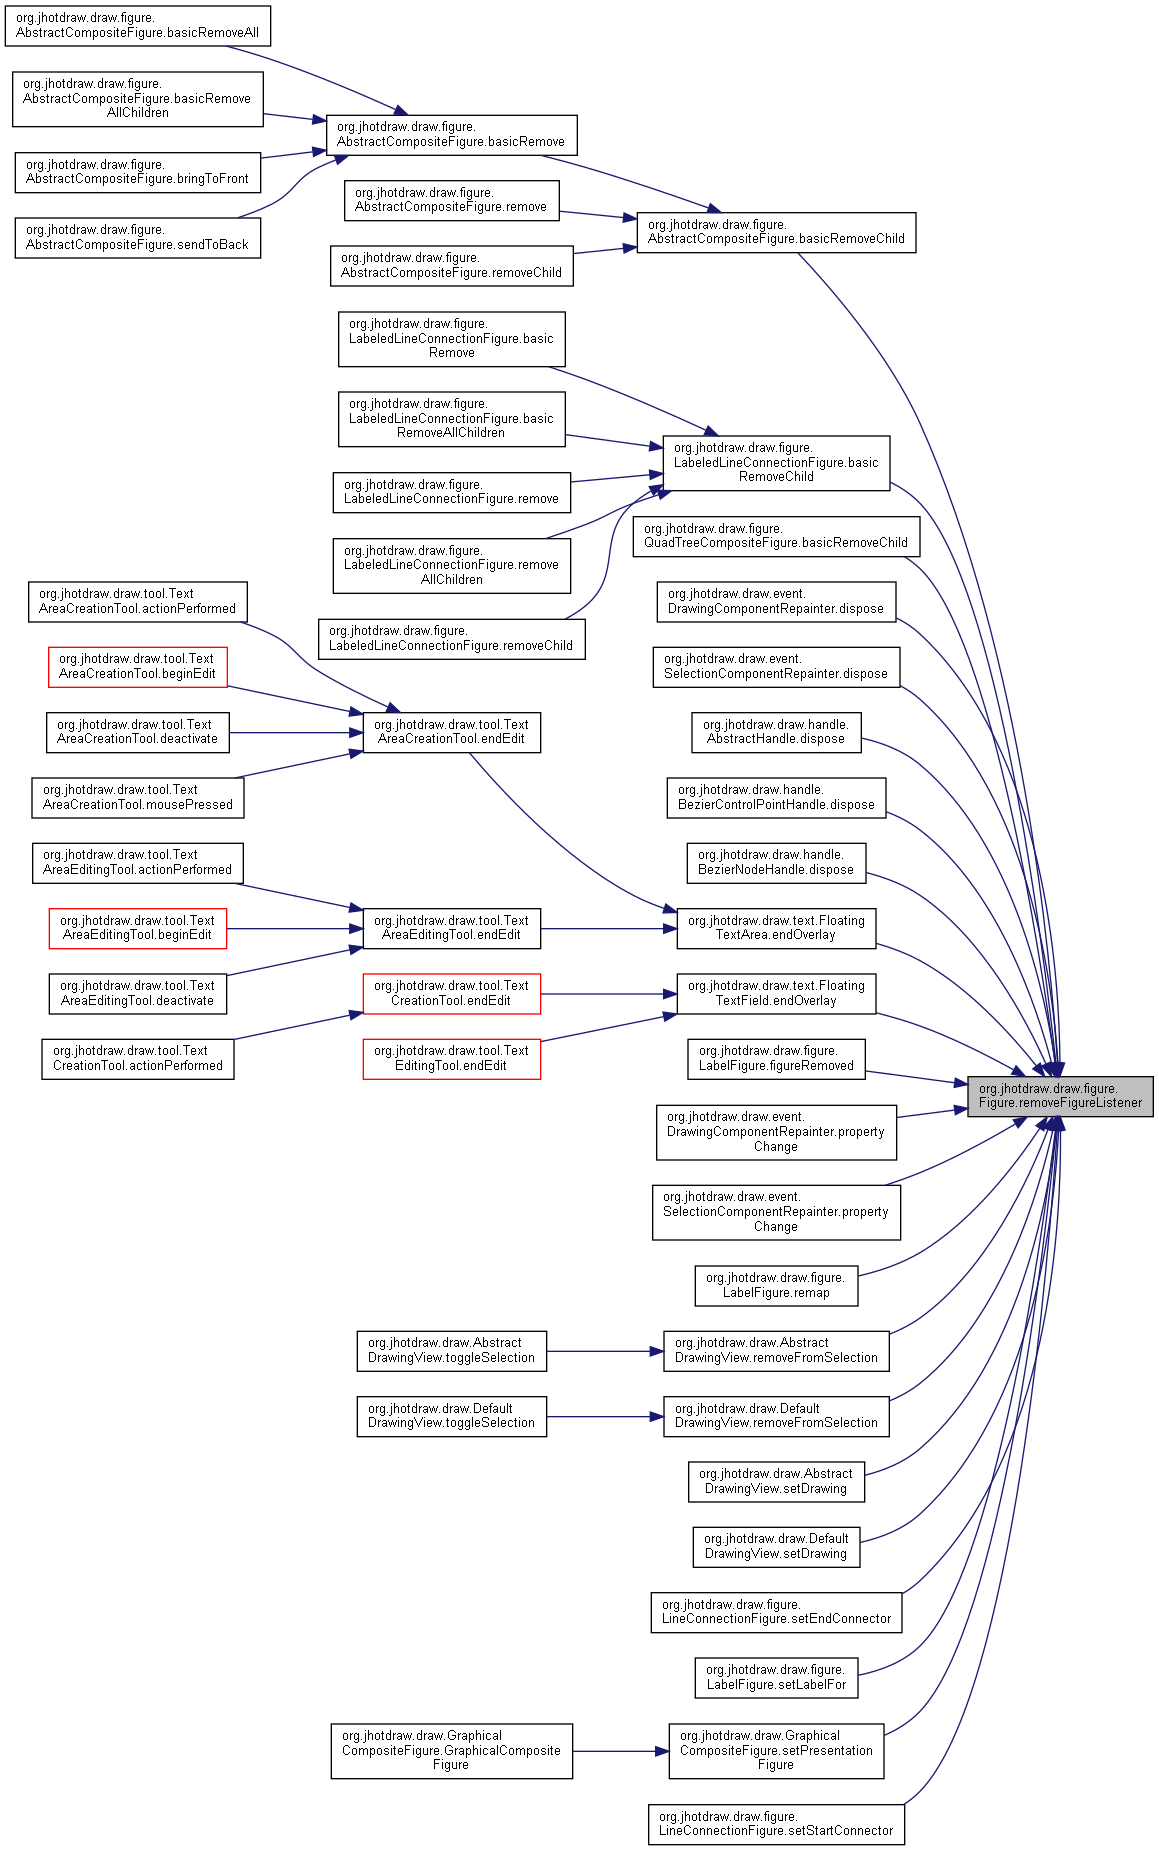 org.jhotdraw.draw.figure.
AbstractCompositeFigure.basicRemoveAll
org.jhotdraw.draw.figure.
AbstractCompositeFigure.basicRemove
AllChildren
org.jhotdraw.draw.figure.
AbstractCompositeFigure.basicRemove
org.jhotdraw.draw.figure.
AbstractCompositeFigure.bringToFront
org.jhotdraw.draw.figure.
AbstractCompositeFigure.remove
org.jhotdraw.draw.figure.
AbstractCompositeFigure.basicRemoveChild
org.jhotdraw.draw.figure.
AbstractCompositeFigure.sendToBack
org.jhotdraw.draw.figure.
AbstractCompositeFigure.removeChild
org.jhotdraw.draw.figure.
LabeledLineConnectionFigure.basic
Remove
org.jhotdraw.draw.figure.
LabeledLineConnectionFigure.basic
RemoveAllChildren
org.jhotdraw.draw.figure.
LabeledLineConnectionFigure.basic
RemoveChild
org.jhotdraw.draw.figure.
LabeledLineConnectionFigure.remove
org.jhotdraw.draw.figure.
QuadTreeCompositeFigure.basicRemoveChild
org.jhotdraw.draw.figure.
LabeledLineConnectionFigure.remove
AllChildren
org.jhotdraw.draw.tool.Text
AreaCreationTool.actionPerformed
org.jhotdraw.draw.event.
DrawingComponentRepainter.dispose
org.jhotdraw.draw.figure.
LabeledLineConnectionFigure.removeChild
org.jhotdraw.draw.tool.Text
AreaCreationTool.beginEdit
org.jhotdraw.draw.event.
SelectionComponentRepainter.dispose
org.jhotdraw.draw.tool.Text
AreaCreationTool.deactivate
org.jhotdraw.draw.tool.Text
AreaCreationTool.endEdit
org.jhotdraw.draw.handle.
AbstractHandle.dispose
org.jhotdraw.draw.tool.Text
AreaCreationTool.mousePressed
org.jhotdraw.draw.handle.
BezierControlPointHandle.dispose
org.jhotdraw.draw.tool.Text
AreaEditingTool.actionPerformed
org.jhotdraw.draw.handle.
BezierNodeHandle.dispose
org.jhotdraw.draw.tool.Text
AreaEditingTool.beginEdit
org.jhotdraw.draw.tool.Text
AreaEditingTool.endEdit
org.jhotdraw.draw.text.Floating
TextArea.endOverlay
org.jhotdraw.draw.tool.Text
AreaEditingTool.deactivate
org.jhotdraw.draw.tool.Text
CreationTool.endEdit
org.jhotdraw.draw.text.Floating
TextField.endOverlay
org.jhotdraw.draw.tool.Text
CreationTool.actionPerformed
org.jhotdraw.draw.tool.Text
EditingTool.endEdit
org.jhotdraw.draw.figure.
LabelFigure.figureRemoved
org.jhotdraw.draw.figure.
Figure.removeFigureListener
org.jhotdraw.draw.event.
DrawingComponentRepainter.property
Change
org.jhotdraw.draw.event.
SelectionComponentRepainter.property
Change
org.jhotdraw.draw.figure.
LabelFigure.remap
org.jhotdraw.draw.Abstract
DrawingView.toggleSelection
org.jhotdraw.draw.Abstract
DrawingView.removeFromSelection
org.jhotdraw.draw.Default
DrawingView.toggleSelection
org.jhotdraw.draw.Default
DrawingView.removeFromSelection
org.jhotdraw.draw.Abstract
DrawingView.setDrawing
org.jhotdraw.draw.Default
DrawingView.setDrawing
org.jhotdraw.draw.figure.
LineConnectionFigure.setEndConnector
org.jhotdraw.draw.figure.
LabelFigure.setLabelFor
org.jhotdraw.draw.Graphical
CompositeFigure.GraphicalComposite
Figure
org.jhotdraw.draw.Graphical
CompositeFigure.setPresentation
Figure
org.jhotdraw.draw.figure.
LineConnectionFigure.setStartConnector